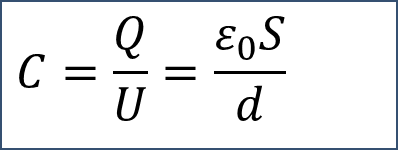 C = Q/U = ε₀S/d